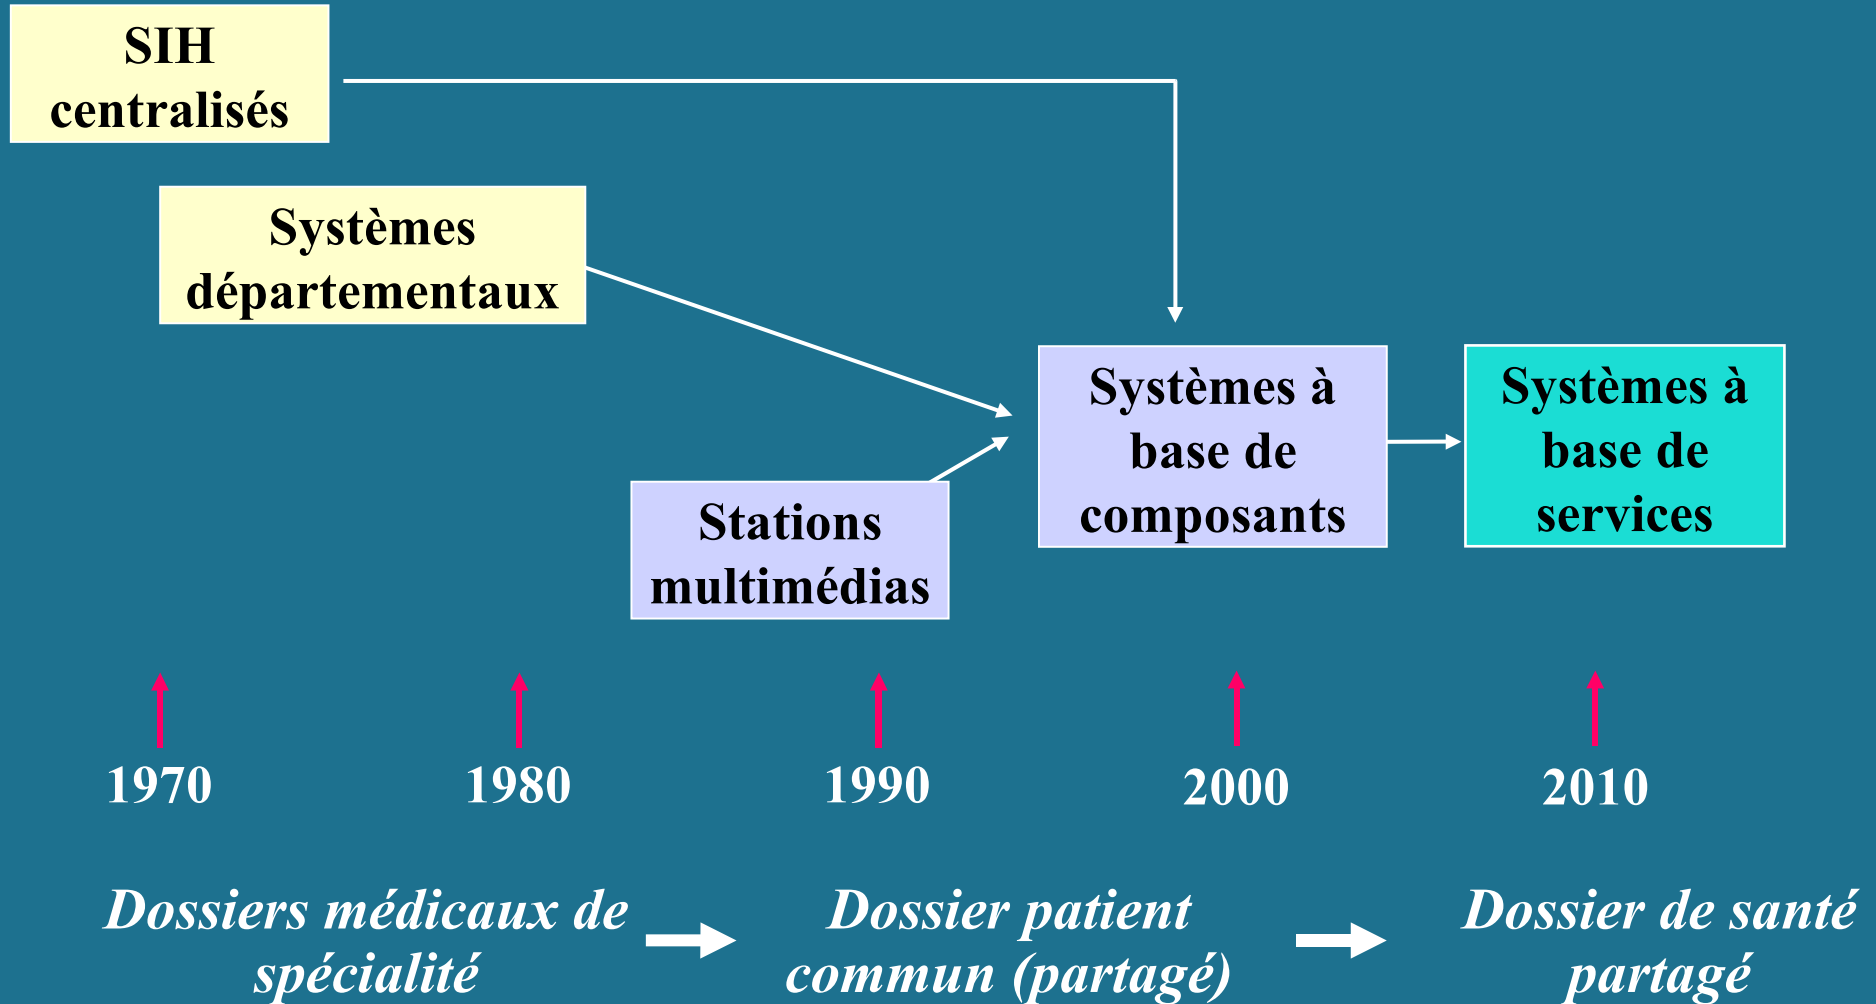 SIH
centralisés
Systèmes
départementaux
Stations
multimédias
Systèmes à
base de
composants
Systèmes à
base de
services
1970
1980
1990
2000
2010
Dossiers médicaux de
spécialité
Dossier patient
commun (partagé)
Dossier de santé
partagé